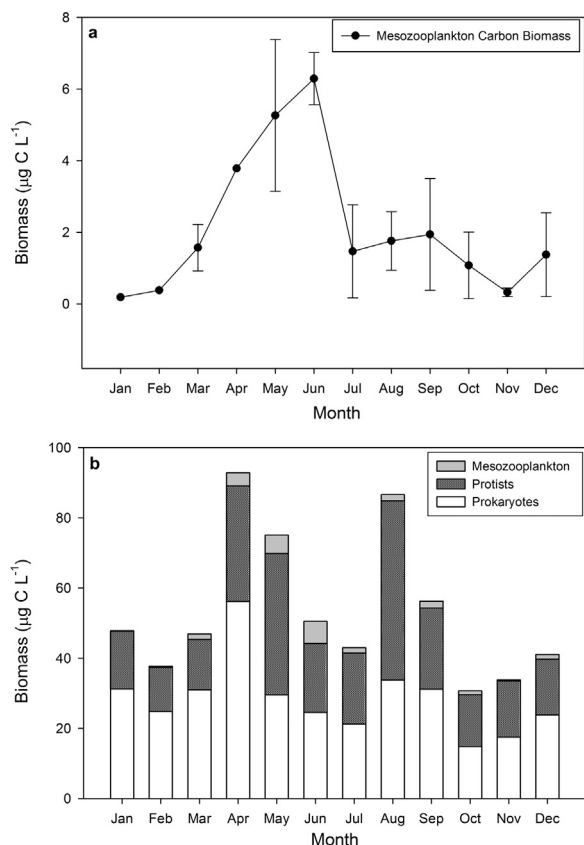 a
Mesozooplankton Carbon Biomass
8
6
4
2
0
Biomass (µg C L⁻¹)
Jan Feb Mar Apr May Jun Jul Aug Sep Oct Nov Dec
Month
b
Mesozooplankton
Protists
Prokaryotes
100
80
60
40
20
0
Biomass (µg C L⁻¹)
Jan Feb Mar Apr May Jun Jul Aug Sep Oct Nov Dec
Month